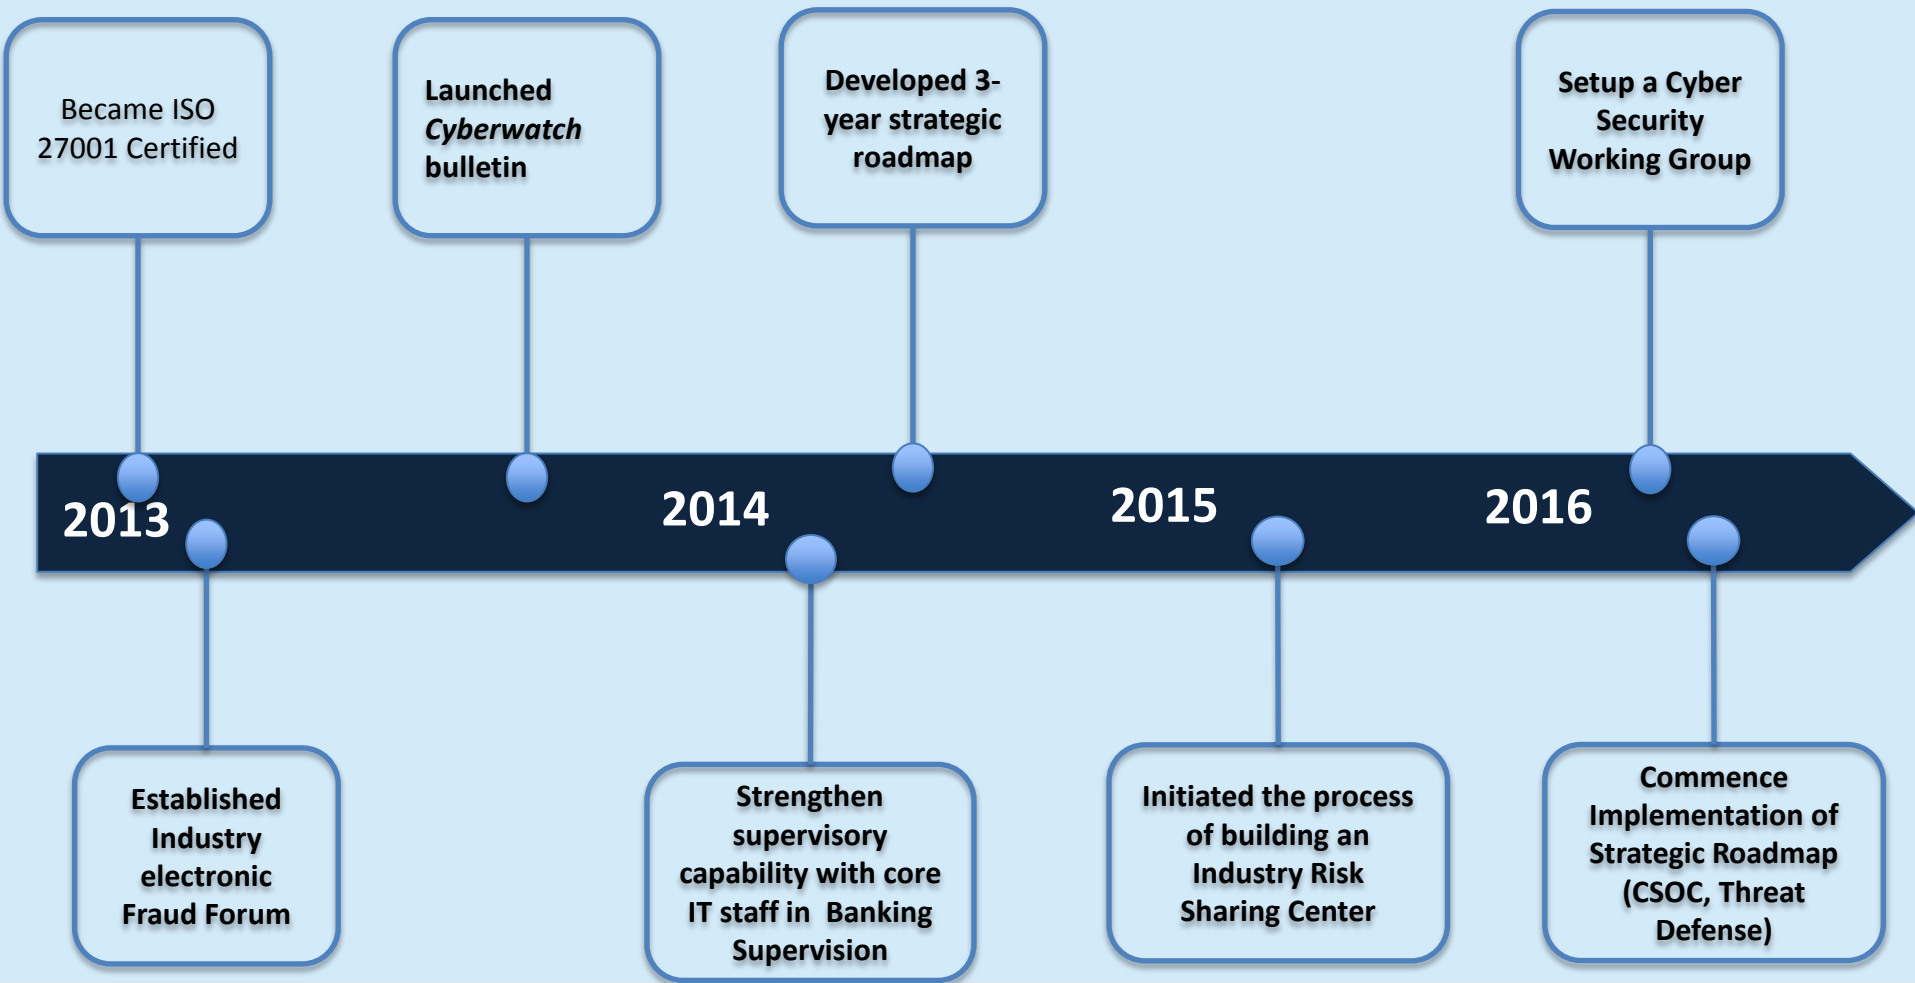 Became ISO
27001 Certified
Launched
Cyberwatch
bulletin
Developed 3-
year strategic
roadmap
Setup a Cyber
Security
Working Group
2013
2014
2015
2016
Established
Industry
electronic
Fraud Forum
Strengthen
supervisory
capability with core
IT staff in  Banking
Supervision
Initiated the process
of building an
Industry Risk
Sharing Center
Commence
Implementation of
Strategic Roadmap
(CSOC, Threat
Defense)